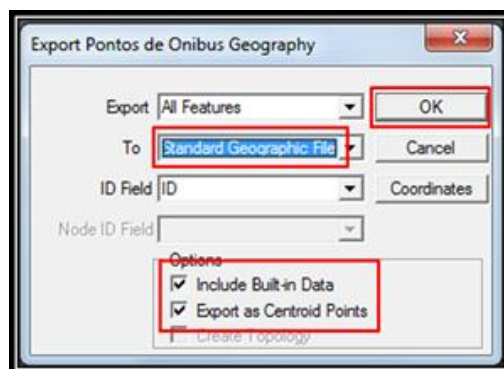 Export Pontos de Onibus Geography
Export All Features OK
To Standard Geographic File Cancel
ID Field ID Coordinates
Node ID Field
Options
Include Built-in Data
Export as Centroid Points
Create Topology